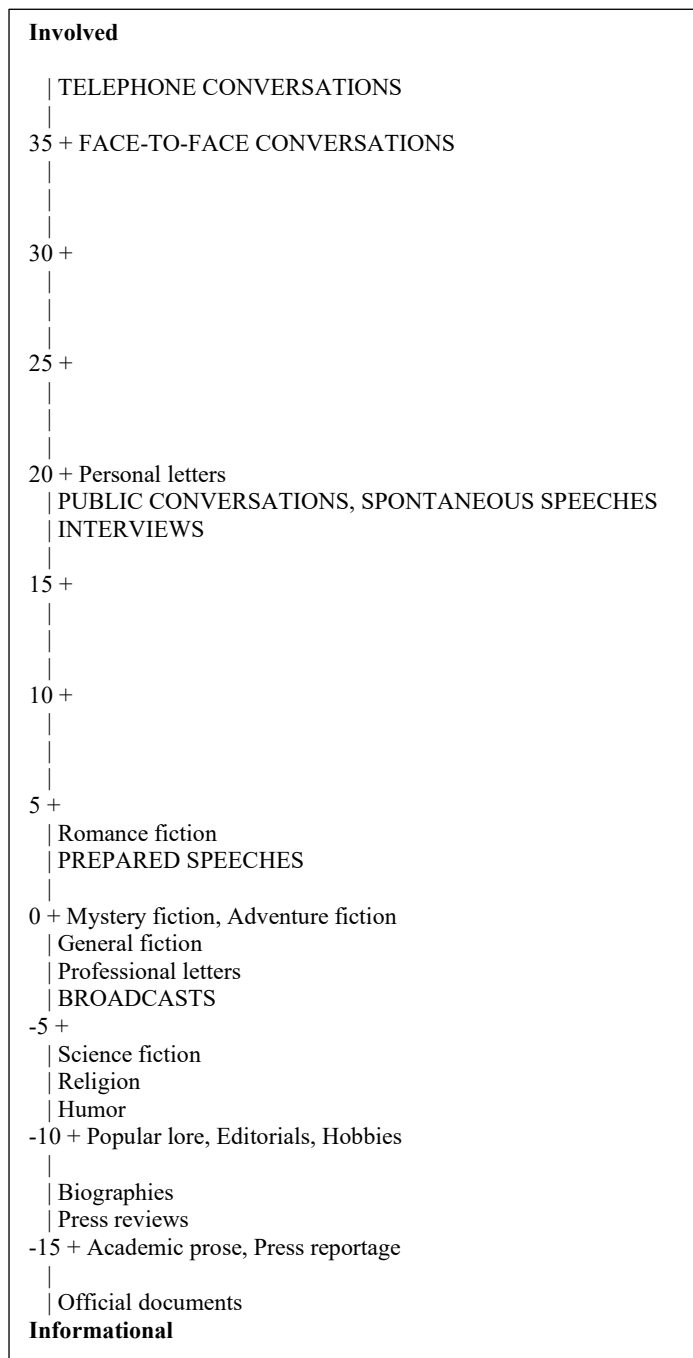 Involved
| TELEPHONE CONVERSATIONS
|
35 + FACE-TO-FACE CONVERSATIONS
|
|
|
30 +
|
|
|
25 +
|
|
|
20 + Personal letters
| PUBLIC CONVERSATIONS, SPONTANEOUS SPEECHES
| INTERVIEWS
|
15 +
|
|
|
10 +
|
|
|
5 +
| Romance fiction
| PREPARED SPEECHES
|
0 + Mystery fiction, Adventure fiction
| General fiction
| Professional letters
| BROADCASTS
-5 +
| Science fiction
| Religion
| Humor
-10 + Popular lore, Editorials, Hobbies
|
| Biographies
| Press reviews
-15 + Academic prose, Press reportage
|
| Official documents
Informational